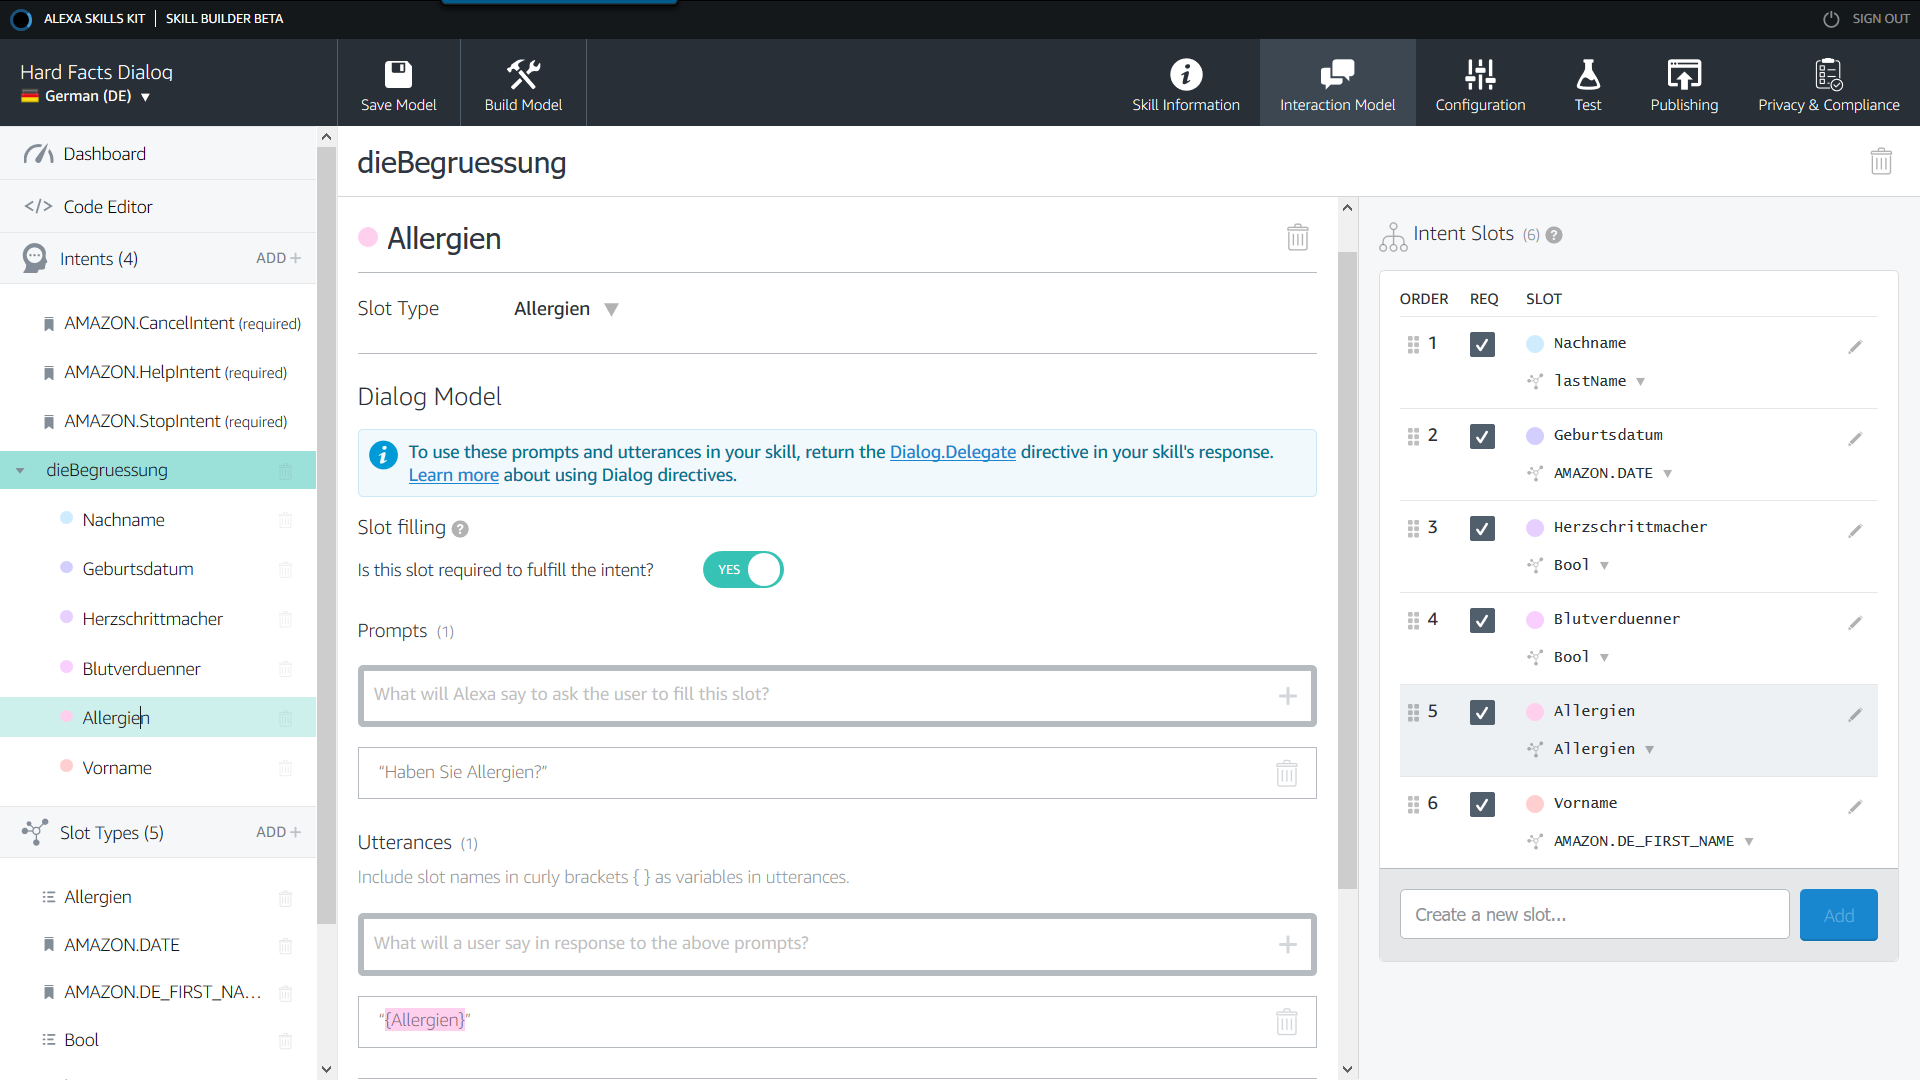 ALEXA SKILLS KIT | SKILL BUILDER BETA
SIGN OUT
Hard Facts Dialog
German (DE) ▼
Save Model
Build Model
Skill Information
Interaction Model
Configuration
Test
Publishing
Privacy & Compliance
Dashboard
</> Code Editor
Intents (4) ADD +
AMAZON.CancelIntent (required)
AMAZON.HelpIntent (required)
AMAZON.StopIntent (required)
dieBegruessung
Nachname
Geburtsdatum
Herzschrittmacher
Blutverduenner
Allergien
Vorname
Slot Types (5) ADD +
Allergien
AMAZON.DATE
AMAZON.DE_FIRST_NA...
Bool
dieBegruessung
Allergien
Slot Type Allergien ▼
Dialog Model
To use these prompts and utterances in your skill, return the Dialog.Delegate directive in your skill's response.
Learn more about using Dialog directives.
Slot filling ?
Is this slot required to fulfill the intent? YES
Prompts (1)
What will Alexa say to ask the user to fill this slot? +
“Haben Sie Allergien?”
Utterances (1)
Include slot names in curly brackets { } as variables in utterances.
What will a user say in response to the above prompts? +
“{Allergien}”
Intent Slots (6) ?
ORDER REQ SLOT
1 Nachname
lastName ▼
2 Geburtsdatum
AMAZON.DATE ▼
3 Herzschrittmacher
Bool ▼
4 Blutverduenner
Bool ▼
5 Allergien
Allergien ▼
6 Vorname
AMAZON.DE_FIRST_NAME ▼
Create a new slot...
Add